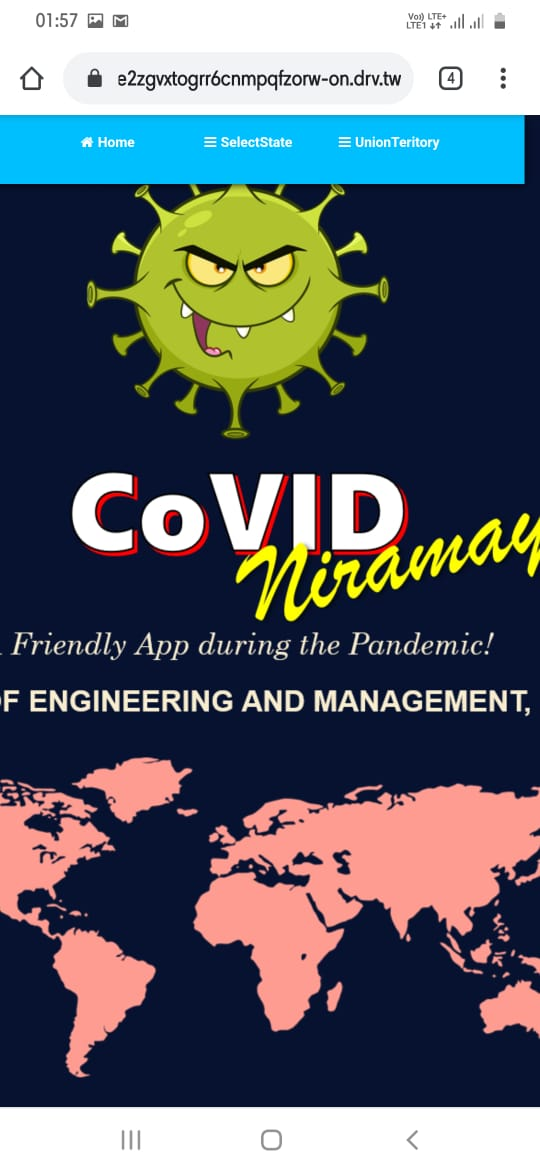 01:57 Vo)) LTE+ LTE1
e2zgvxtogrr6cnmpqfzorw-on.drv.tw 4
Home SelectState UnionTeritory
CoVID
Niramay
Friendly App during the Pandemic!
F ENGINEERING AND MANAGEMENT,